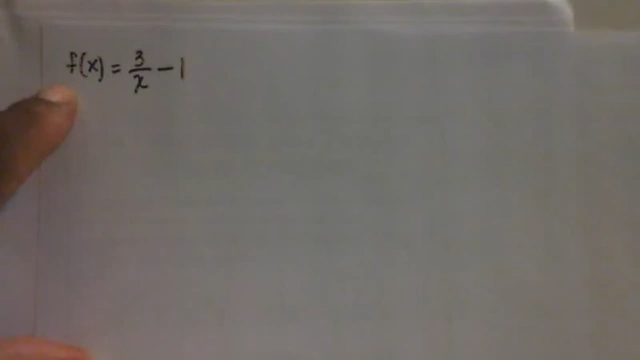 f(x) = 3/x − 1